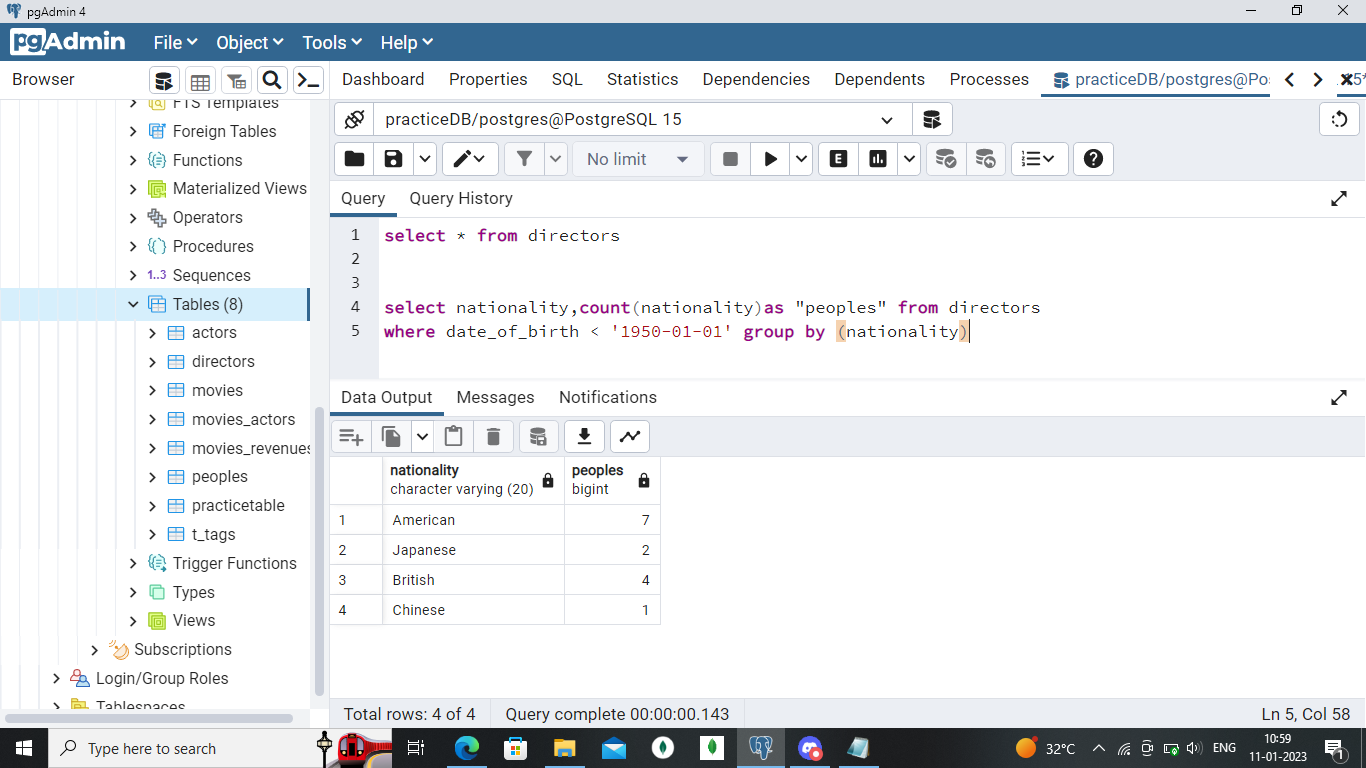 pgAdmin 4
pgAdmin File Object Tools Help
Browser
Dashboard Properties SQL Statistics Dependencies Dependents Processes practiceDB/postgres@Po
FTS Templates
Foreign Tables
Functions
Materialized Views
Operators
Procedures
1..3 Sequences
Tables (8)
actors
directors
movies
movies_actors
movies_revenues
peoples
practicetable
t_tags
Trigger Functions
Types
Views
Subscriptions
Login/Group Roles
Tablespaces
practiceDB/postgres@PostgreSQL 15
No limit E
Query Query History
1 select * from directors
2
3
4 select nationality,count(nationality)as "peoples" from directors
5 where date_of_birth < '1950-01-01' group by (nationality)
Data Output Messages Notifications
nationality peoples
character varying (20) bigint
1 American 7
2 Japanese 2
3 British 4
4 Chinese 1
Total rows: 4 of 4 Query complete 00:00:00.143 Ln 5, Col 58
Type here to search
32°C ENG 10:59
11-01-2023 1